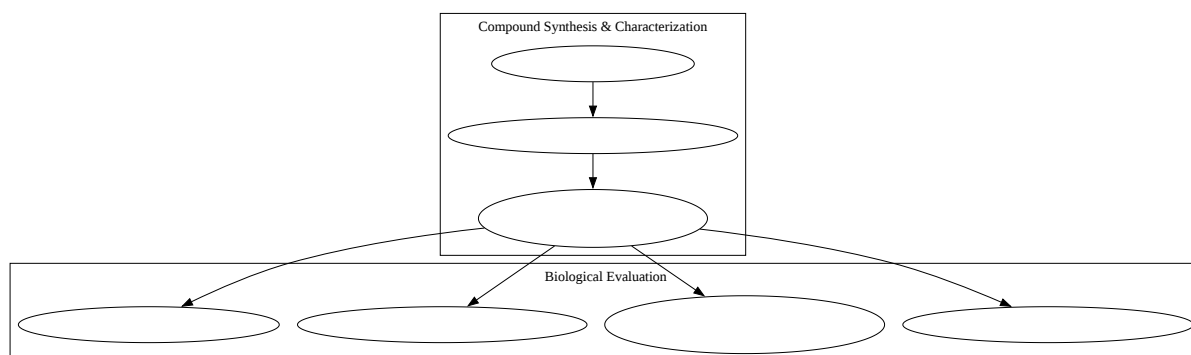 Compound Synthesis & Characterization
Biological Evaluation